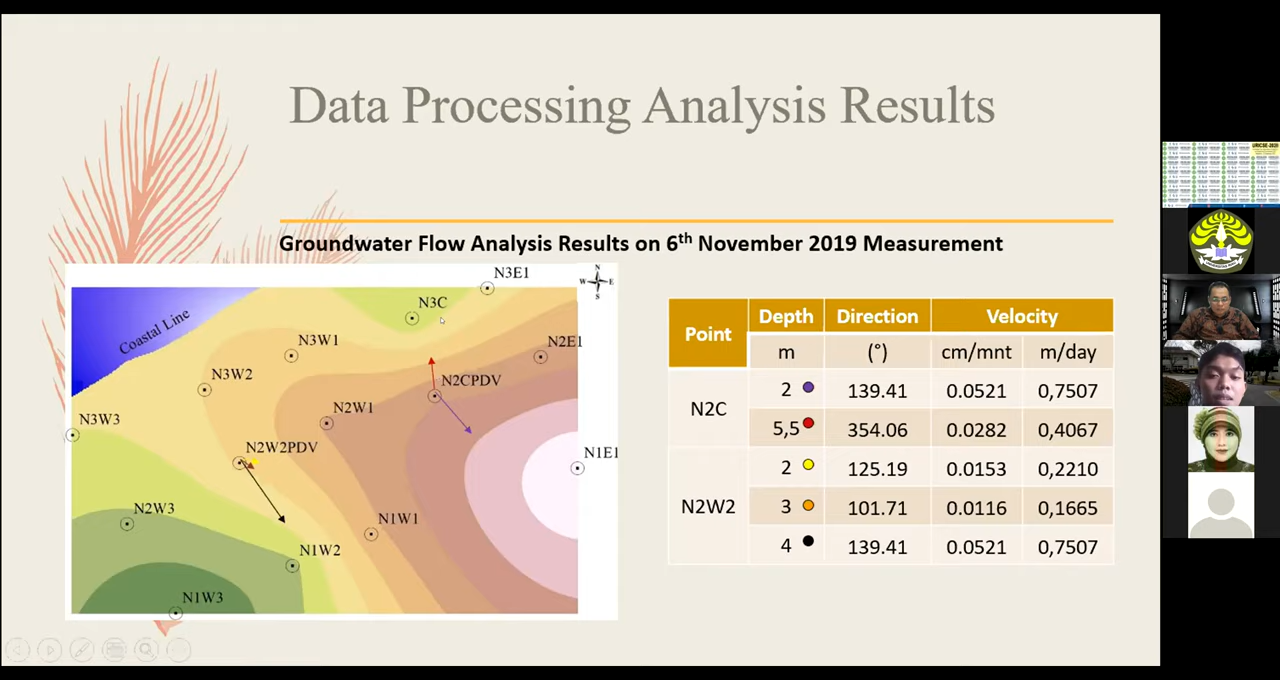 Data Processing Analysis Results
Groundwater Flow Analysis Results on 6th November 2019 Measurement
N
W E
S
Coastal Line
N3E1
N3C
N3W1
N2E1
N3W2
N2CPDV
N2W1
N3W3
N2W2PDV
N1E1
N2W3
N1W1
N1W2
N1W3
Point Depth Direction Velocity
m (°) cm/mnt m/day
N2C 2 139.41 0.0521 0,7507
5,5 354.06 0.0282 0,4067
N2W2 2 125.19 0.0153 0,2210
3 101.71 0.0116 0,1665
4 139.41 0.0521 0,7507